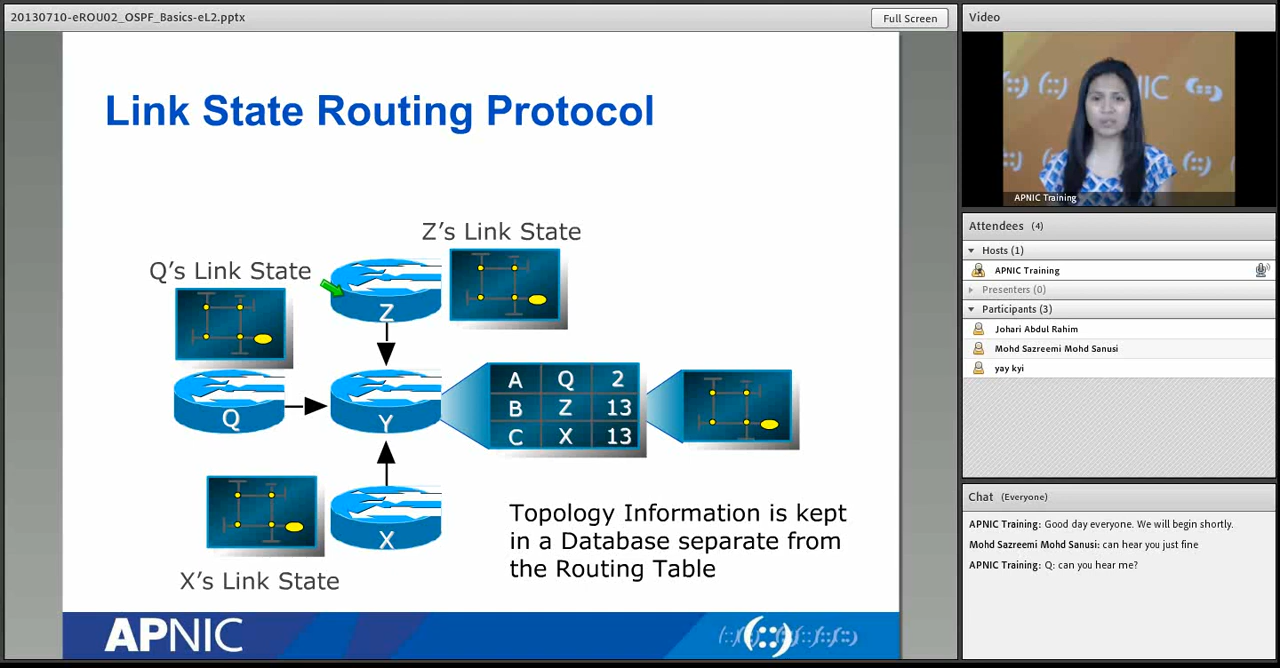 20130710-eROU02_OSPF_Basics-eL2.pptx
Full Screen
Link State Routing Protocol
Z's Link State
Q's Link State
Z
Q
Y
A Q 2
B Z 13
C X 13
X
X's Link State
Topology Information is kept
in a Database separate from
the Routing Table
APNIC
Video
APNIC Training
Attendees (4)
Hosts (1)
APNIC Training
Presenters (0)
Participants (3)
Johari Abdul Rahim
Mohd Sazreemi Mohd Sanusi
yay kyi
Chat (Everyone)
APNIC Training: Good day everyone. We will begin shortly.
Mohd Sazreemi Mohd Sanusi: can hear you just fine
APNIC Training: Q: can you hear me?